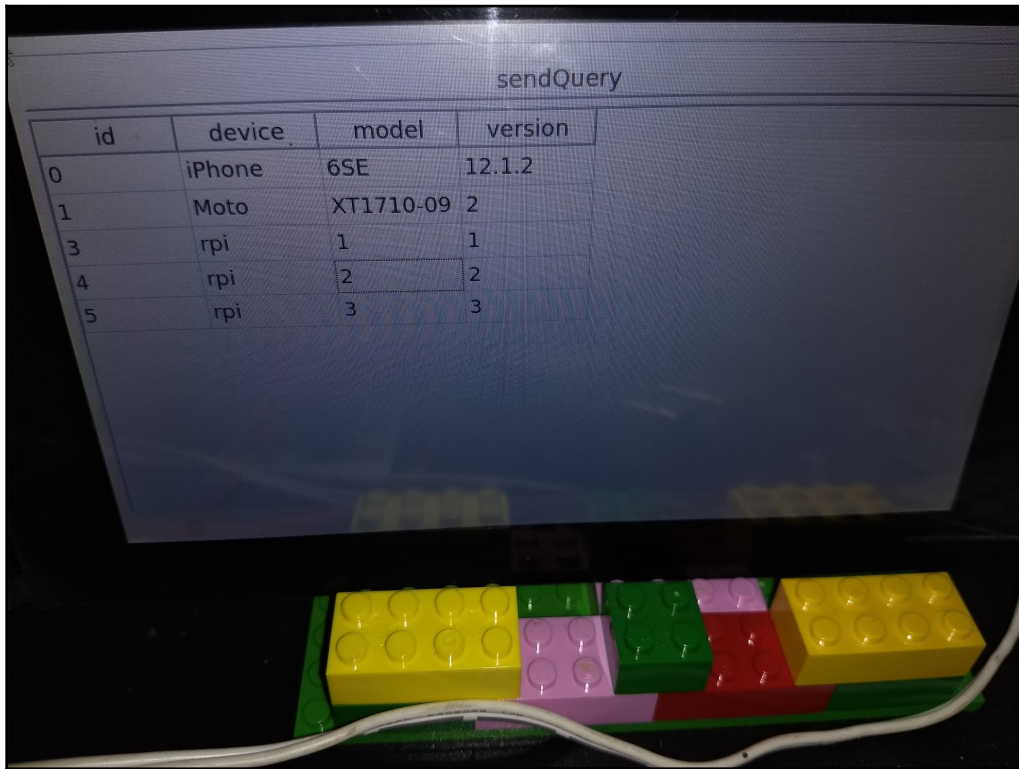 sendQuery
id device model version
0 iPhone 6SE 12.1.2
1 Moto XT1710-09 2
3 rpi 1 1
4 rpi 2 2
5 rpi 3 3